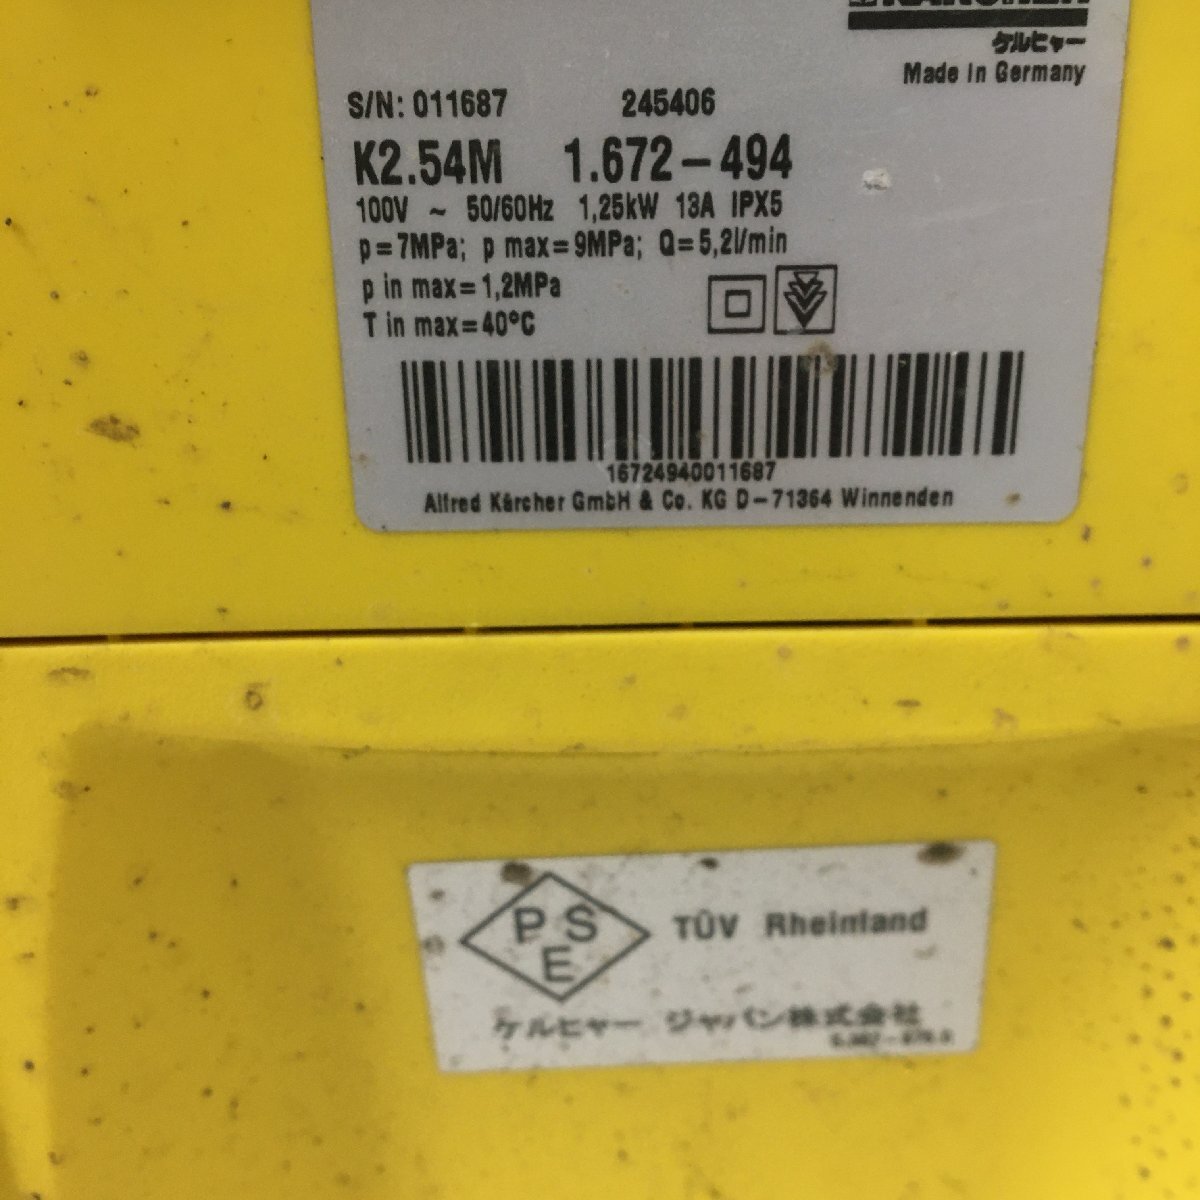 KÄRCHER
ケルヒャー
Made in Germany
S/N: 011687 245406
K2.54M 1.672-494
100V ~ 50/60Hz 1,25kW 13A IPX5
p=7MPa; p max=9MPa; Q=5,2l/min
p in max=1,2MPa
T in max=40°C
16724940011687
Alfred Kärcher GmbH & Co. KG D-71364 Winnenden
PS
E
TÜV Rheinland
ケルヒャー ジャパン株式会社